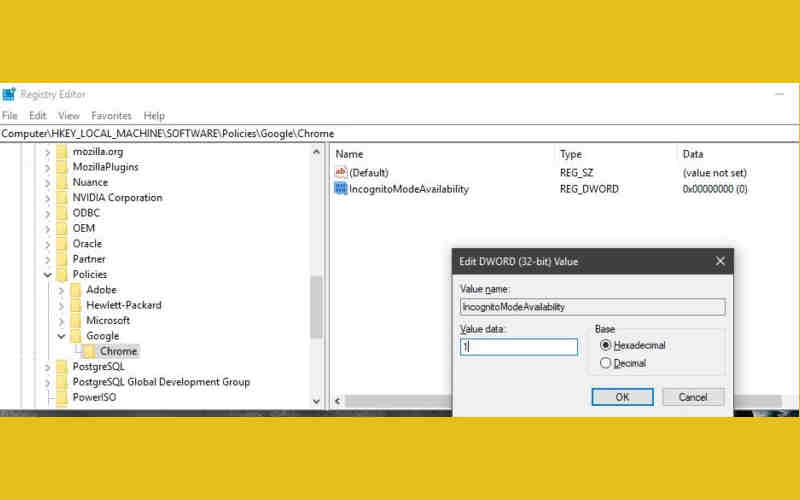 Registry Editor
File Edit View Favorites Help
Computer\HKEY_LOCAL_MACHINE\SOFTWARE\Policies\Google\Chrome
mozilla.org
MozillaPlugins
Nuance
NVIDIA Corporation
ODBC
OEM
Oracle
Partner
Policies
Adobe
Hewlett-Packard
Microsoft
Google
Chrome
PostgreSQL
PostgreSQL Global Development Group
PowerISO
Name Type Data
ab (Default) REG_SZ (value not set)
IncognitoModeAvailability REG_DWORD 0x00000000 (0)
Edit DWORD (32-bit) Value
Value name:
IncognitoModeAvailability
Value data:
1
Base
Hexadecimal
Decimal
OK Cancel